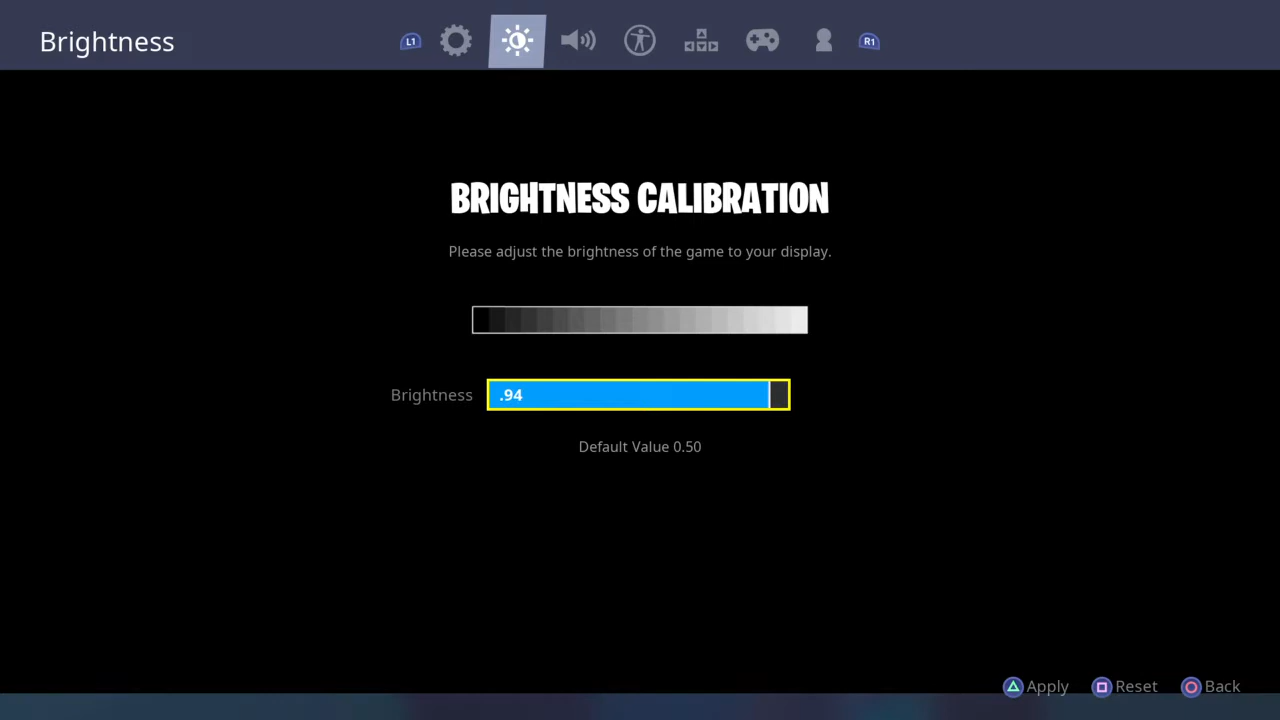 Brightness
L1
R1
BRIGHTNESS CALIBRATION
Please adjust the brightness of the game to your display.
Brightness .94
Default Value 0.50
Apply Reset Back